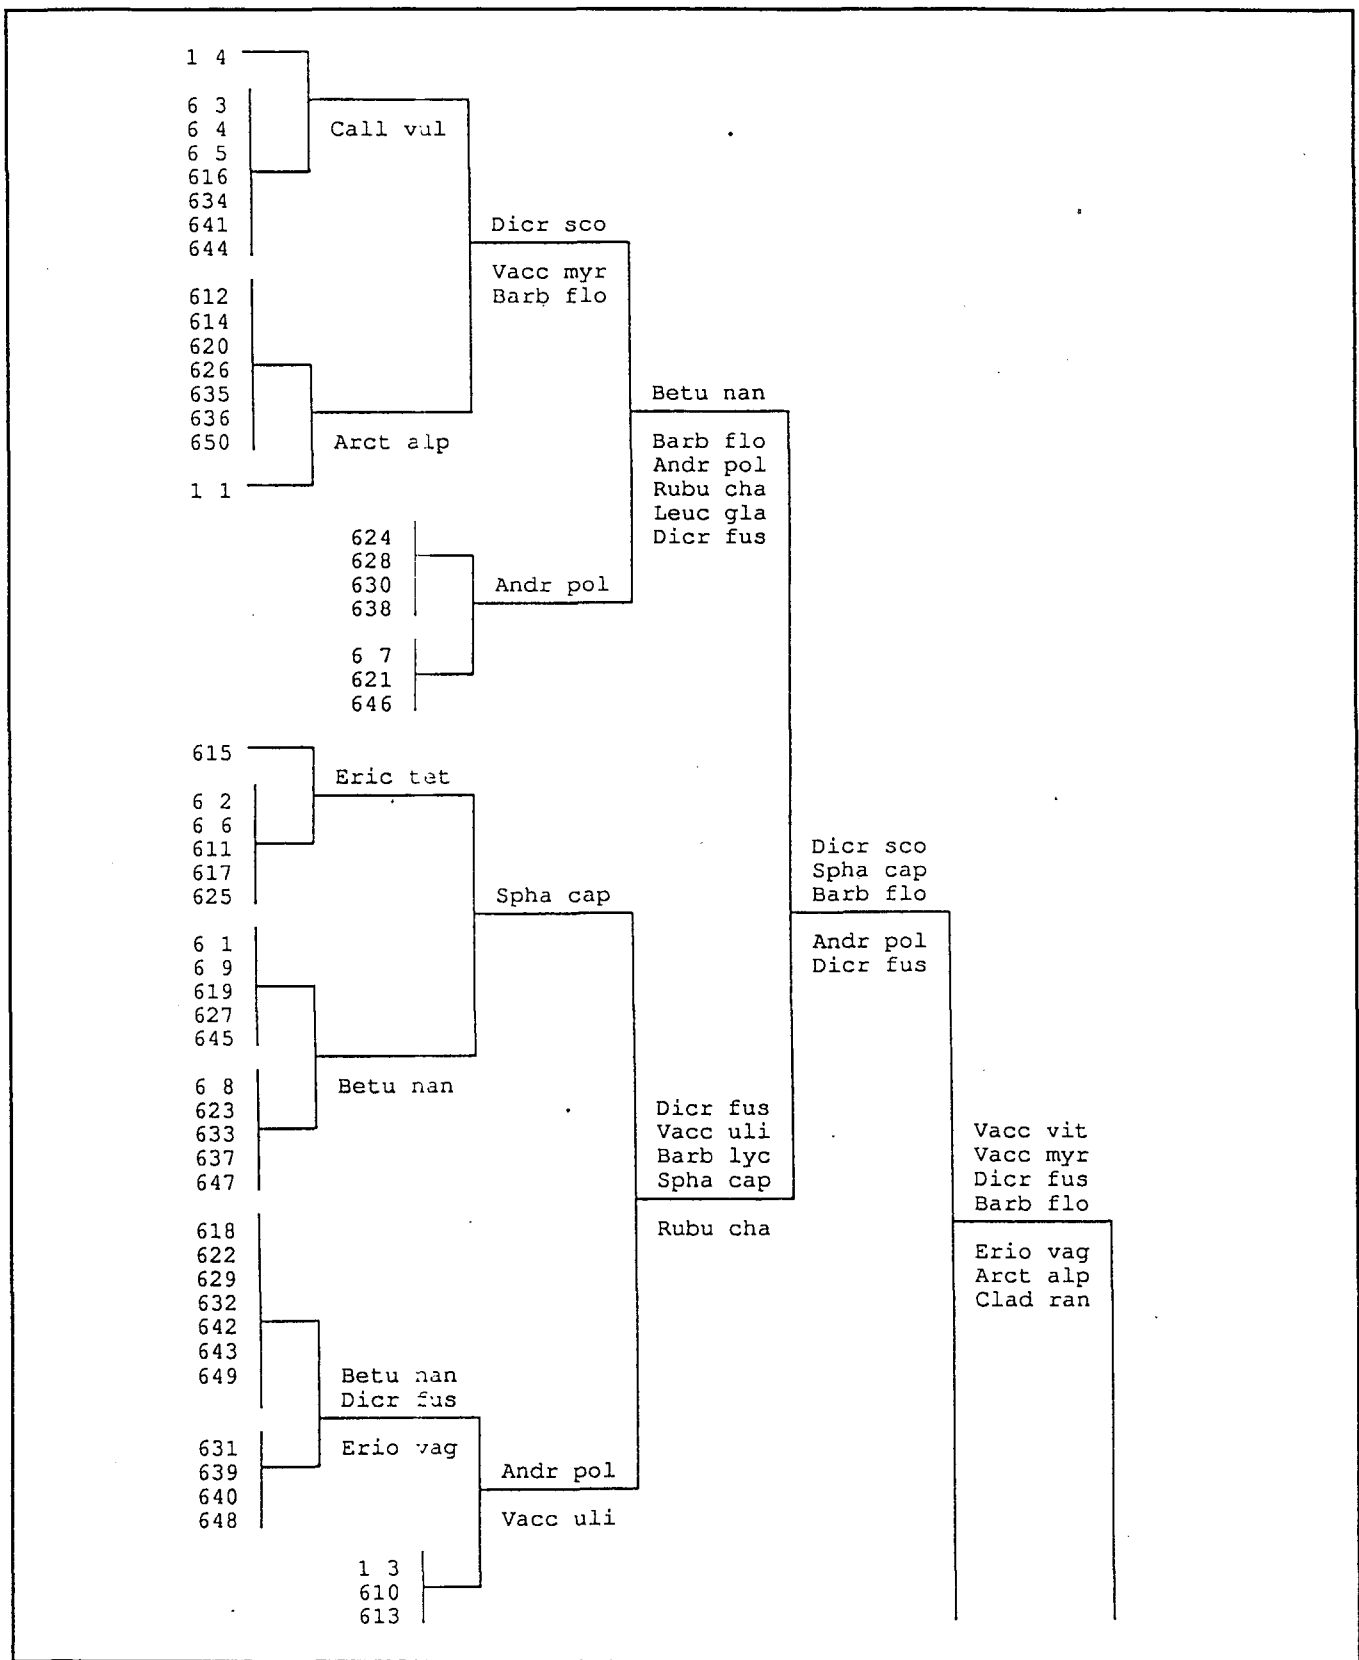 1 4
6 3
6 4
Call vul
6 5
616
634
641
644
Dicr sco
Vacc myr
Barb flo
612
614
620
626
635
636
650
Arct alp
1 1
Betu nan
Barb flo
Andr pol
Rubu cha
Leuc gla
Dicr fus
624
628
630
638
Andr pol
6 7
621
646
615
Eric tet
6 2
6 6
611
617
625
Spha cap
Dicr sco
Spha cap
Barb flo
Andr pol
Dicr fus
6 1
6 9
619
627
645
6 8
623
633
637
647
Betu nan
Dicr fus
Vacc uli
Barb lyc
Spha cap
Rubu cha
Vacc vit
Vacc myr
Dicr fus
Barb flo
Erio vag
Arct alp
Clad ran
618
622
629
632
642
643
649
Betu nan
Dicr fus
Erio vag
631
639
640
648
Andr pol
Vacc uli
1 3
610
613